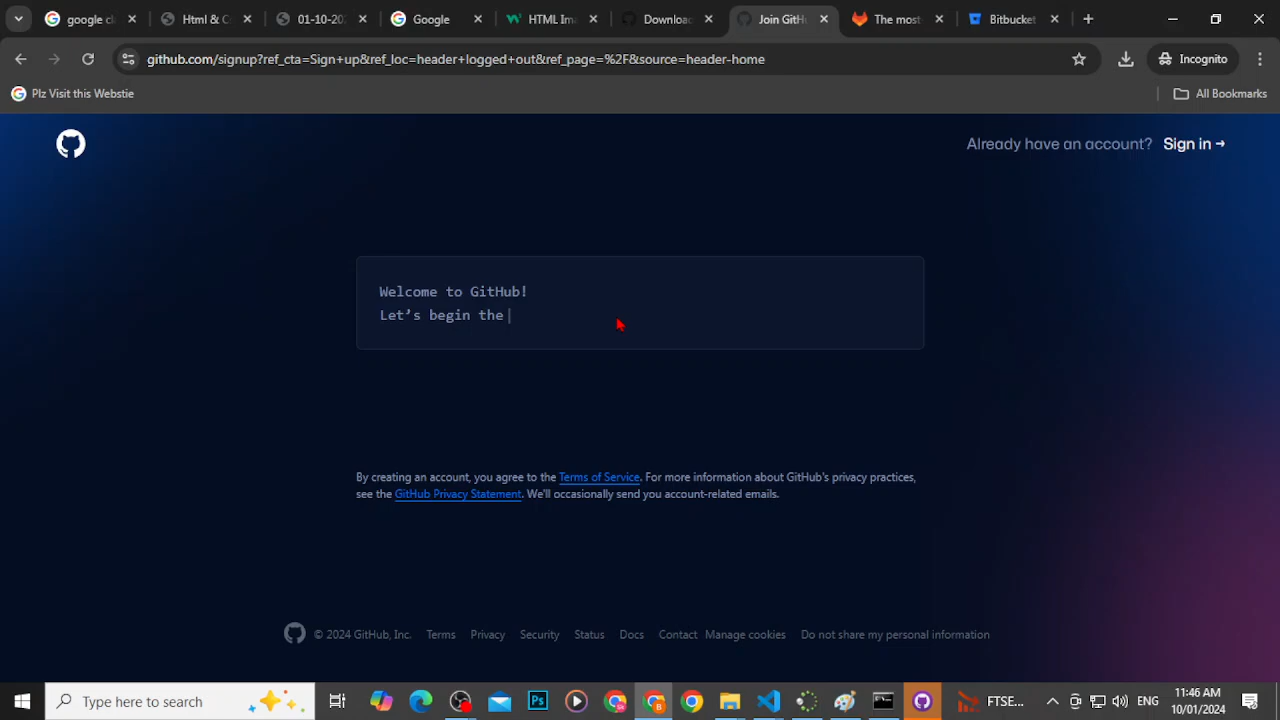 google cl
Html & C
01-10-202
Google
HTML Ima
Download
Join GitH
The most
Bitbucket
github.com/signup?ref_cta=Sign+up&ref_loc=header+logged+out&ref_page=%2F&source=header-home
Incognito
Plz Visit this Webstie
All Bookmarks
Already have an account? Sign in →
Welcome to GitHub!
Let’s begin the
By creating an account, you agree to the Terms of Service. For more information about GitHub's privacy practices,
see the GitHub Privacy Statement. We'll occasionally send you account-related emails.
© 2024 GitHub, Inc. Terms Privacy Security Status Docs Contact Manage cookies Do not share my personal information
Type here to search
Ps
FTSE...
ENG
11:46 AM
10/01/2024